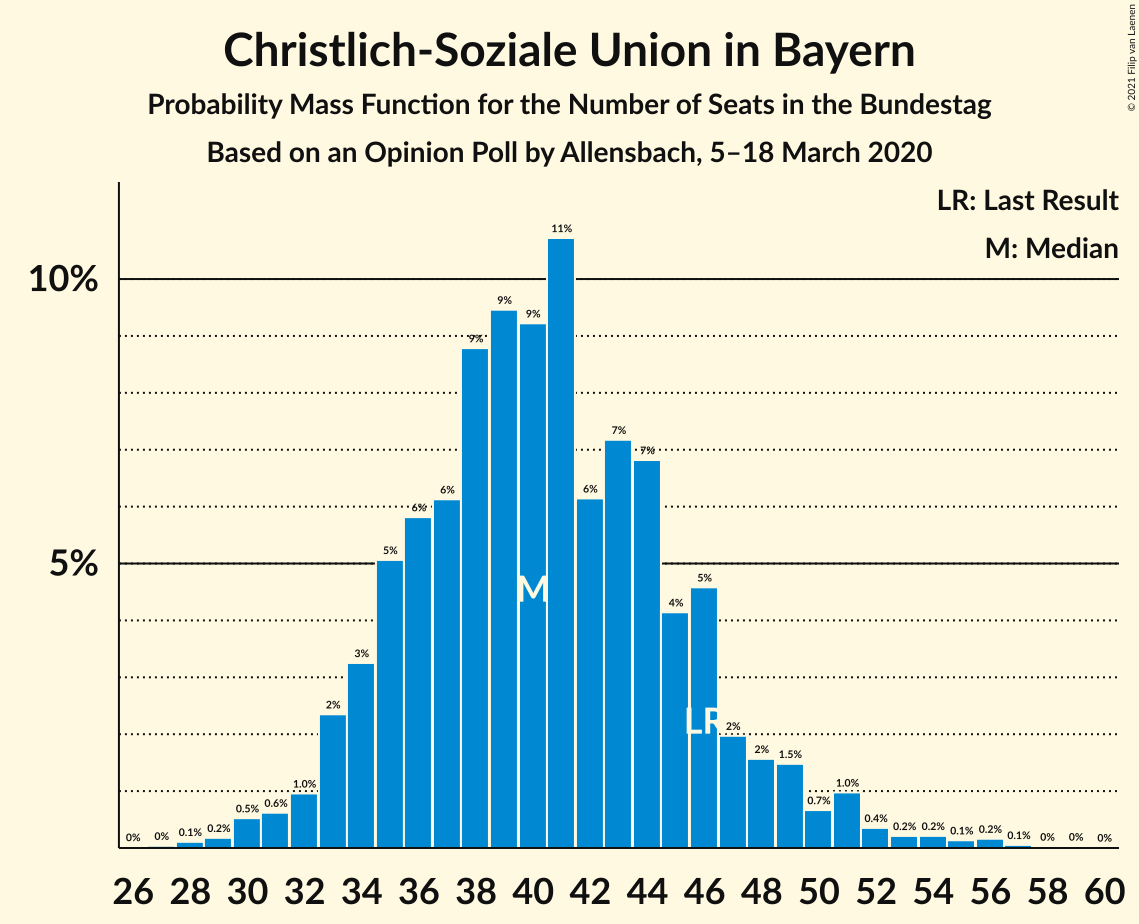 Christlich-Soziale Union in Bayern
Probability Mass Function for the Number of Seats in the Bundestag
Based on an Opinion Poll by Allensbach, 5–18 March 2020
© 2021 Filip van Laenen
LR: Last Result
M: Median
10%
5%
0% 0% 0.1% 0.2% 0.5% 0.6% 1.0% 2% 3% 5% 6% 6% 9% 9% 9% 11% 6% 7% 7% 4% 5% 2% 2% 1.5% 0.7% 1.0% 0.4% 0.2% 0.2% 0.1% 0.2% 0.1% 0% 0% 0%
M
LR
26 28 30 32 34 36 38 40 42 44 46 48 50 52 54 56 58 60